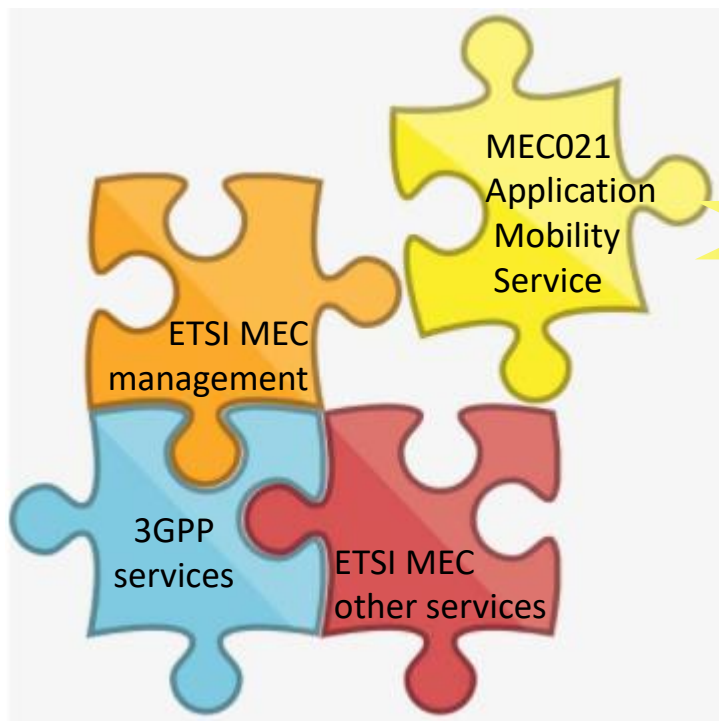 MEC021
Application
Mobility
Service
ETSI MEC
management
3GPP
services
ETSI MEC
other services